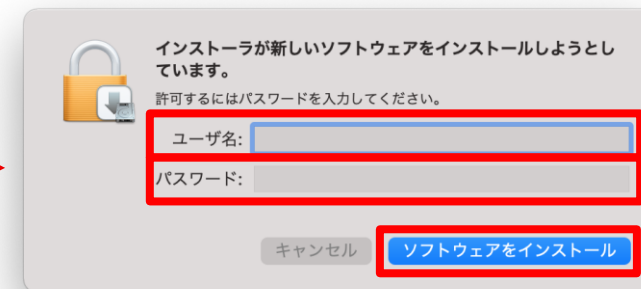 インストーラが新しいソフトウェアをインストールしようとし
ています。
許可するにはパスワードを入力してください。
ユーザ名:
パスワード:
キャンセル ソフトウェアをインストール